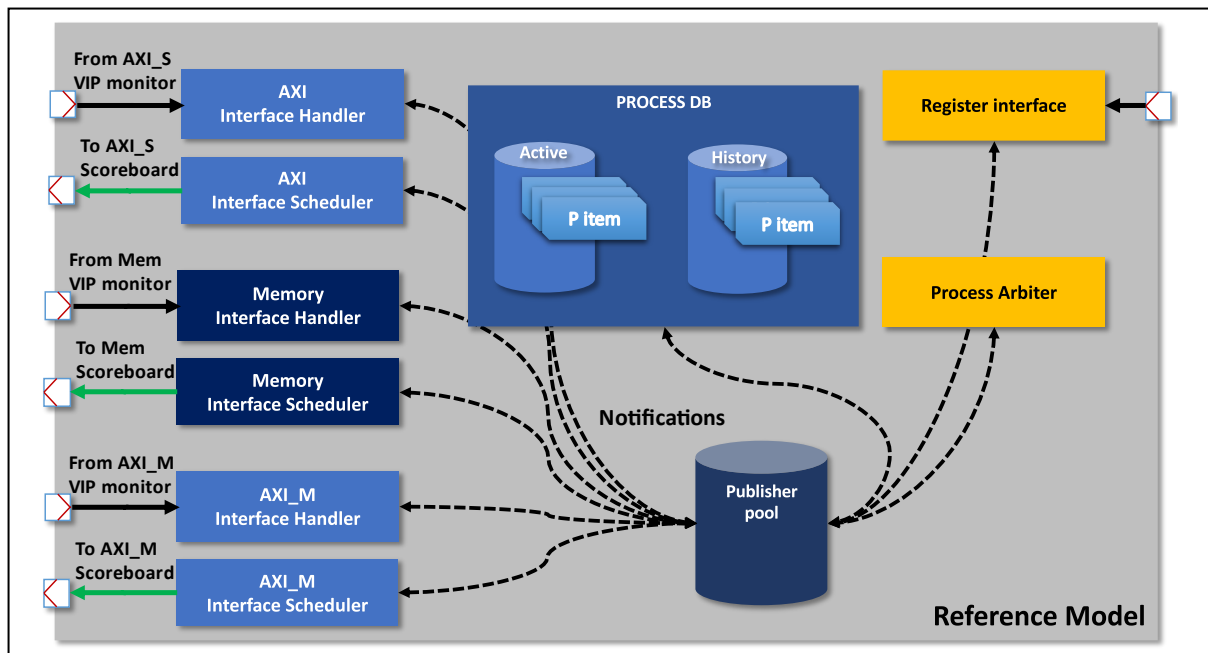 From AXI_S
VIP monitor
AXI
Interface Handler
To AXI_S
Scoreboard
AXI
Interface Scheduler
From Mem
VIP monitor
Memory
Interface Handler
To Mem
Scoreboard
Memory
Interface Scheduler
From AXI_M
VIP monitor
AXI_M
Interface Handler
To AXI_M
Scoreboard
AXI_M
Interface Scheduler
PROCESS DB
Active
P item
History
P item
Notifications
Publisher
pool
Register interface
Process Arbiter
Reference Model